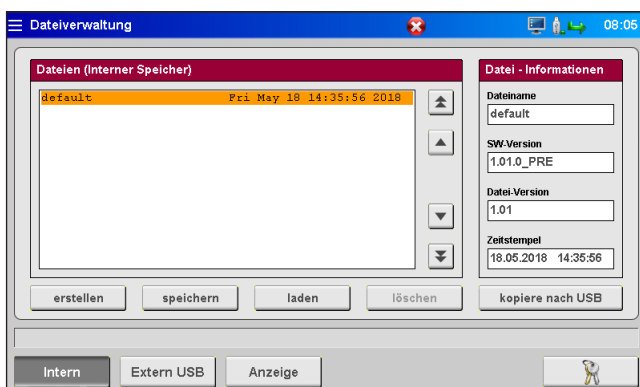 Dateiverwaltung 08:05
Dateien (Interner Speicher)
default Fri May 18 14:35:56 2018
Datei - Informationen
Dateiname
default
SW-Version
1.01.0_PRE
Datei-Version
1.01
Zeitstempel
18.05.2018 14:35:56
erstellen speichern laden löschen kopiere nach USB
Intern Extern USB Anzeige